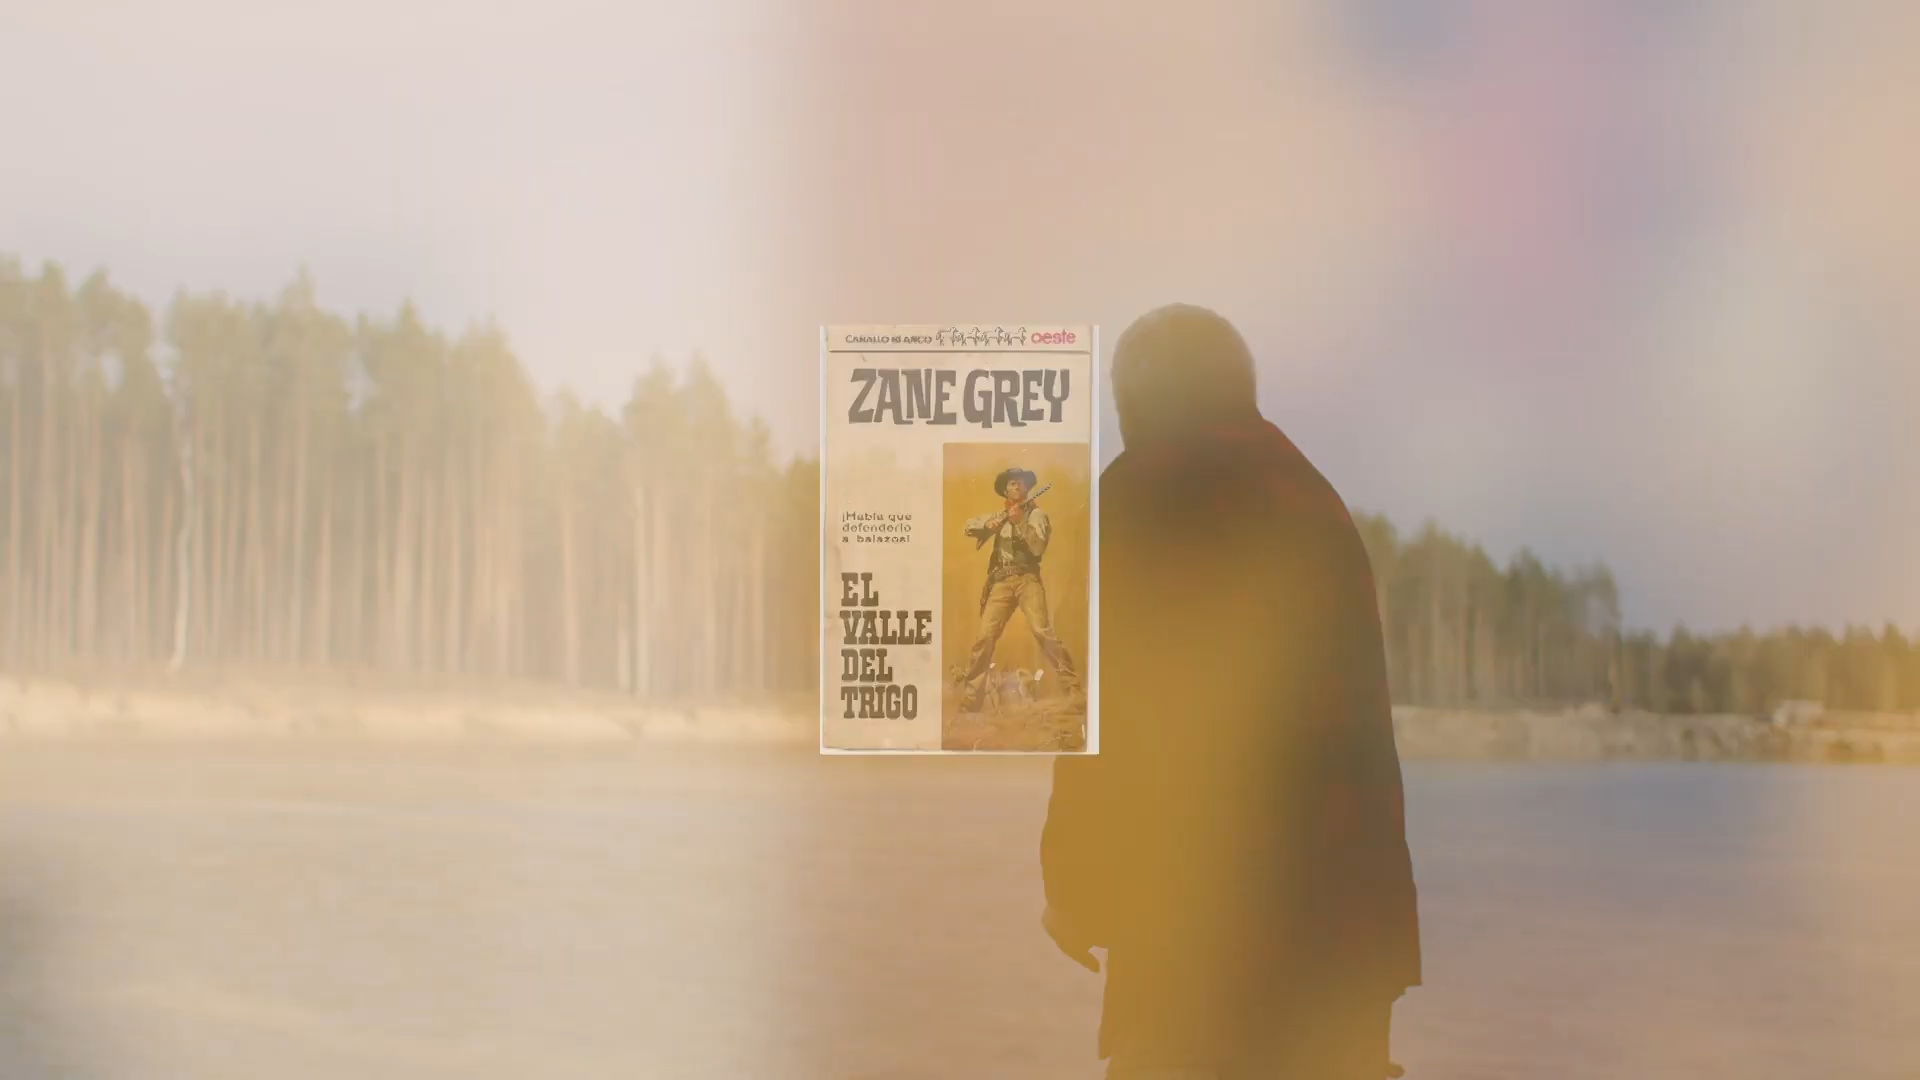 CABALLO BLANCO oeste
ZANE GREY
¡Había que
defenderlo
a balazos!
EL
VALLE
DEL
TRIGO